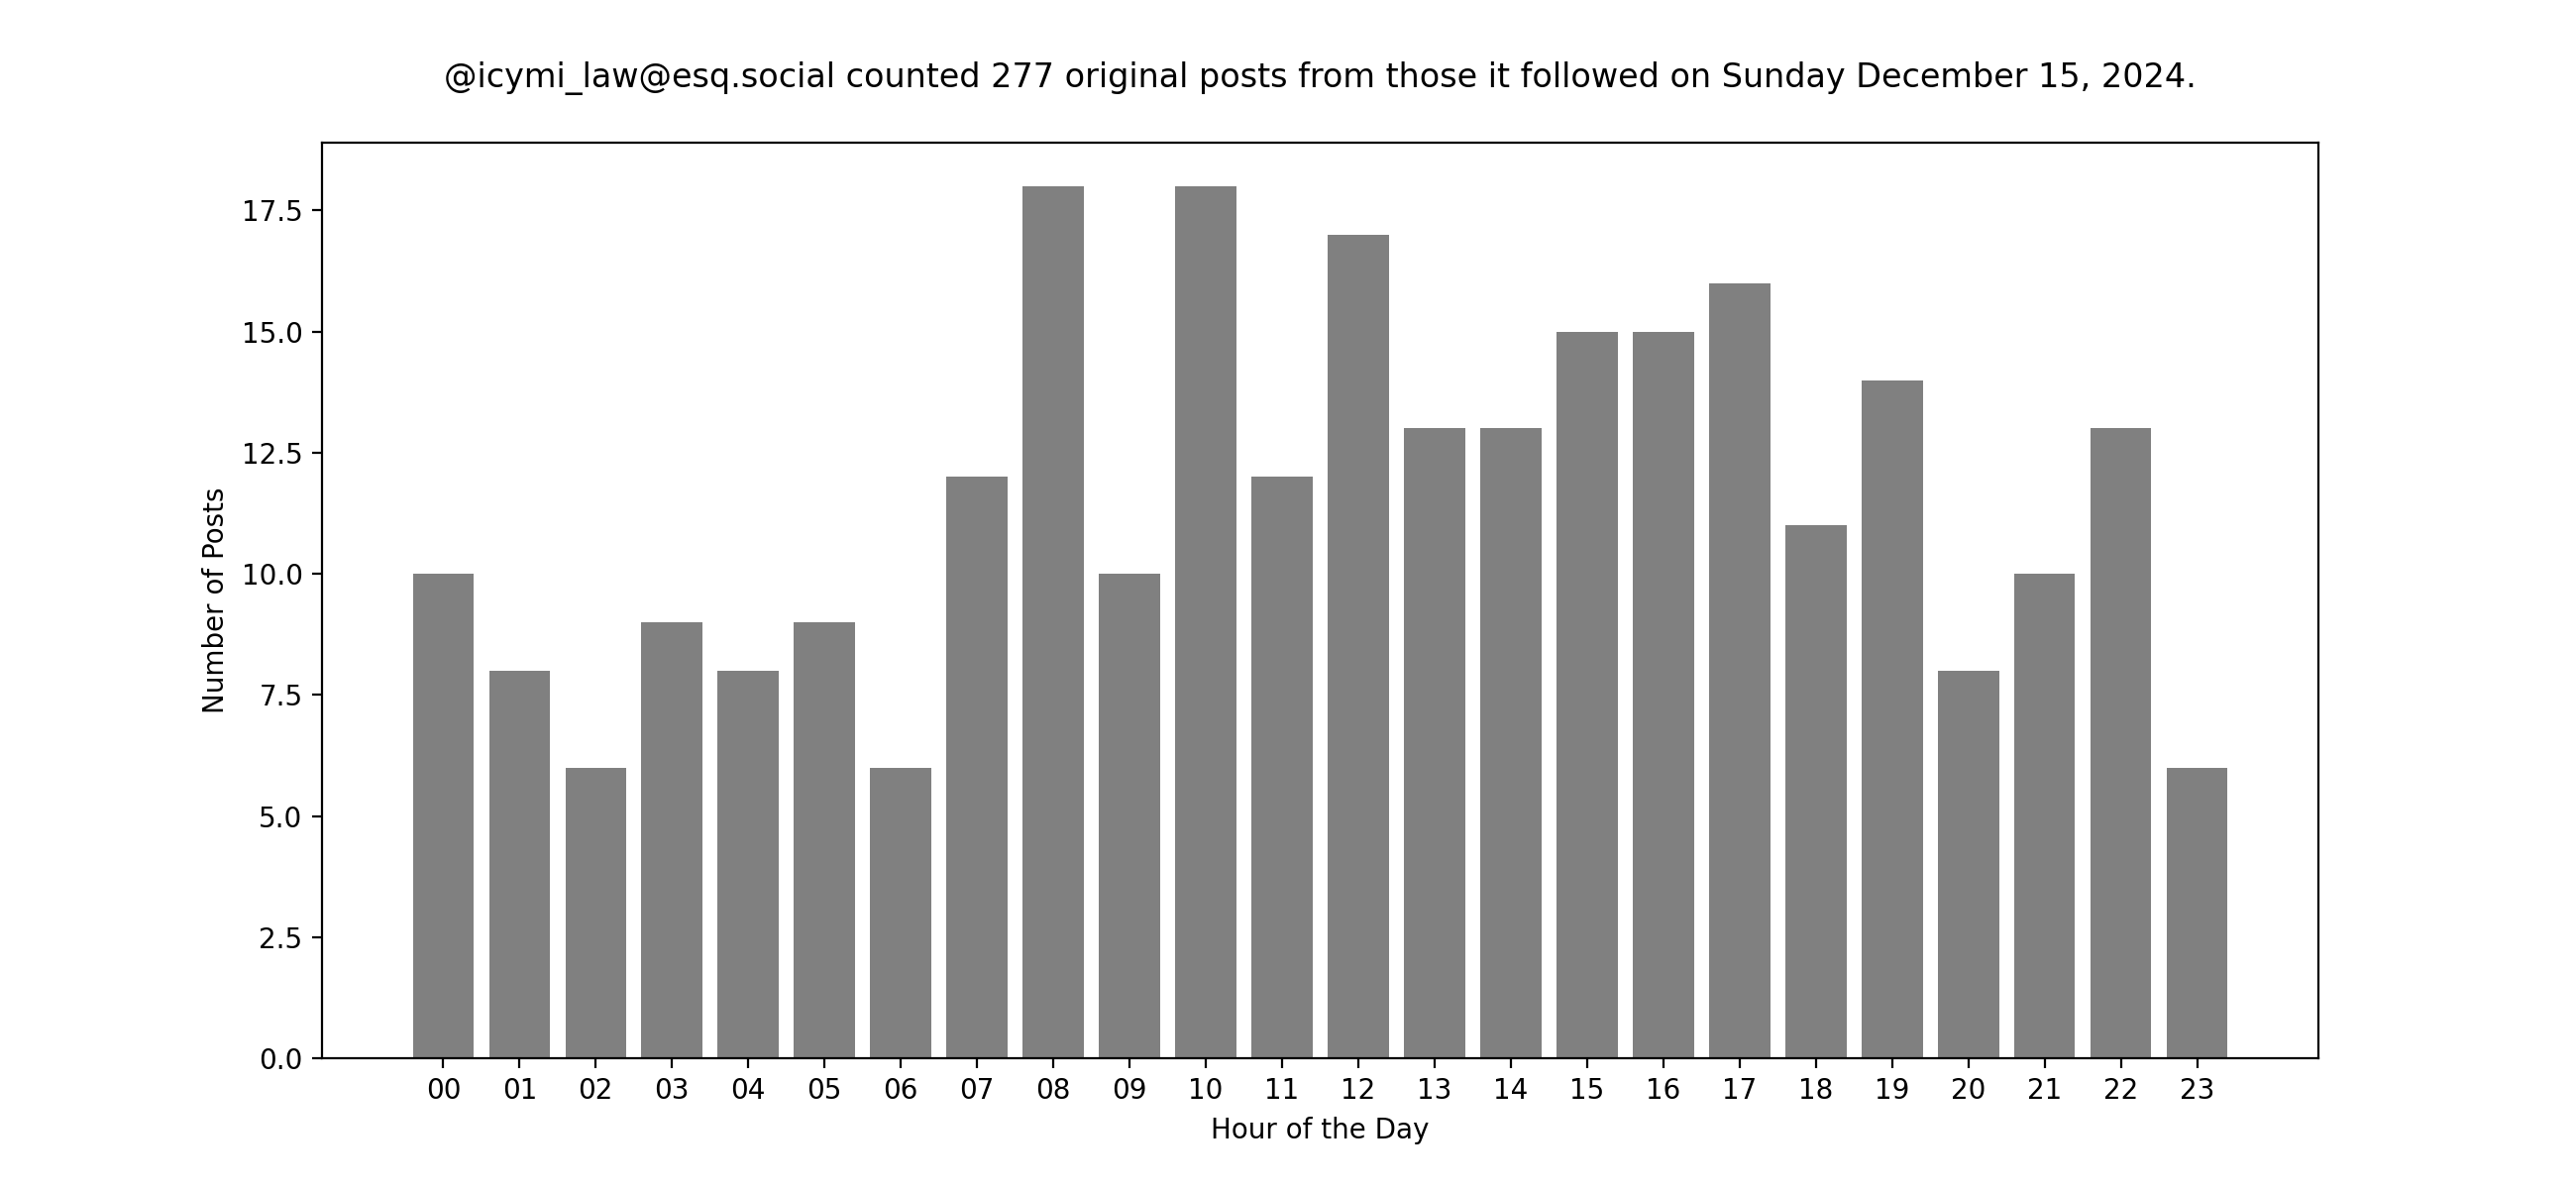 @icymi_law@esq.social counted 277 original posts from those it followed on Sunday December 15, 2024.
17.5
15.0
12.5
10.0
7.5
5.0
2.5
0.0
Number of Posts
00 01 02 03 04 05 06 07 08 09 10 11 12 13 14 15 16 17 18 19 20 21 22 23
Hour of the Day